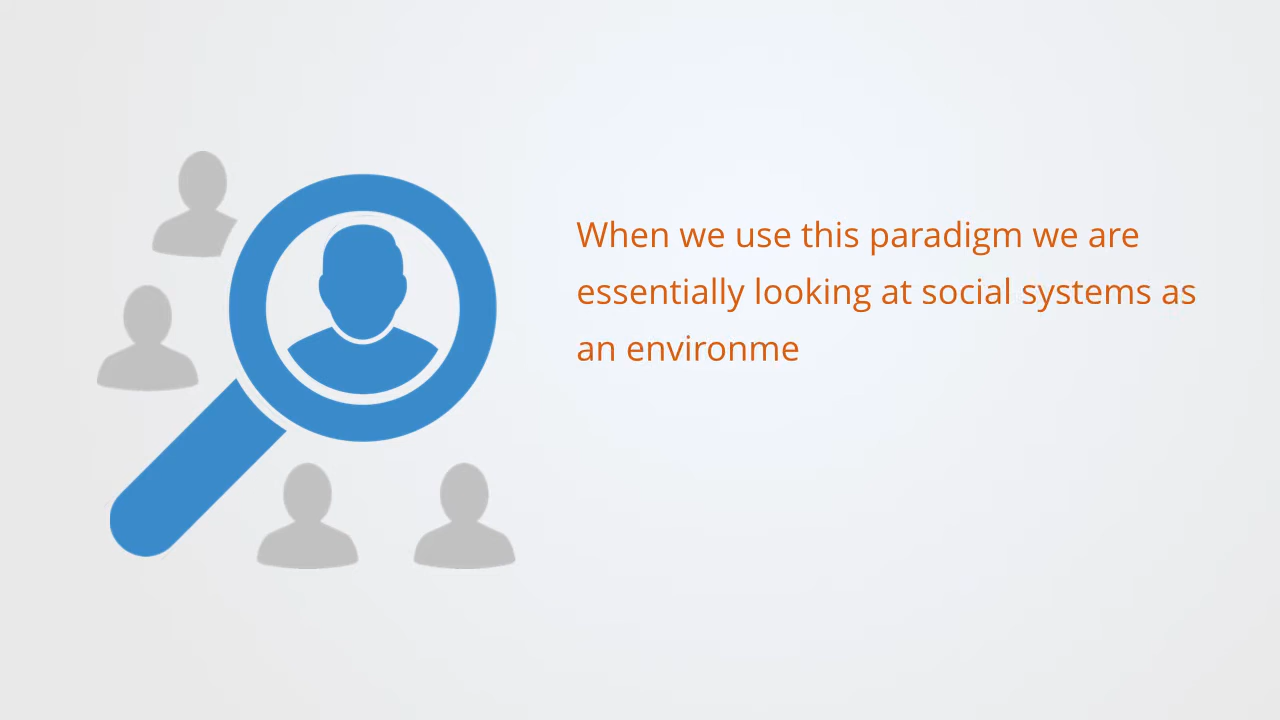 When we use this paradigm we are
essentially looking at social systems as
an environme